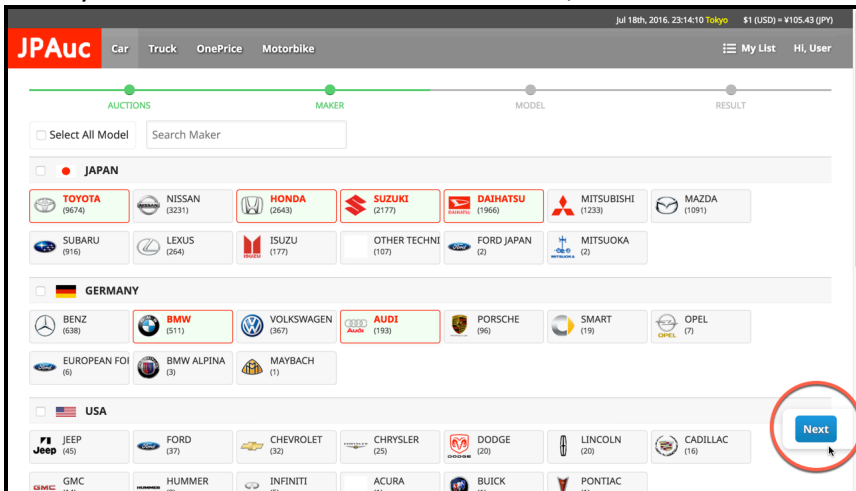 Jul 18th, 2016. 23:14:10 Tokyo $1 (USD) = ¥105.43 (JPY)
JPAuc Car Truck OnePrice Motorbike My List Hi, User
AUCTIONS MAKER MODEL RESULT
Select All Model Search Maker
JAPAN
TOYOTA NISSAN HONDA SUZUKI DAIHATSU MITSUBISHI MAZDA
(9674) (3231) (2643) (2177) (1966) (1233) (1091)
SUBARU LEXUS ISUZU OTHER TECHNI FORD JAPAN MITSUOKA
(916) (264) (177) (107) (2) (2)
GERMANY
BENZ BMW VOLKSWAGEN AUDI PORSCHE SMART OPEL
(638) (511) (367) (193) (96) (19) (7)
EUROPEAN FOI BMW ALPINA MAYBACH
(6) (3) (1)
USA
Next
JEEP FORD CHEVROLET CHRYSLER DODGE LINCOLN CADILLAC
(45) (37) (32) (25) (20) (20) (16)
GMC HUMMER INFINITI ACURA BUICK PONTIAC